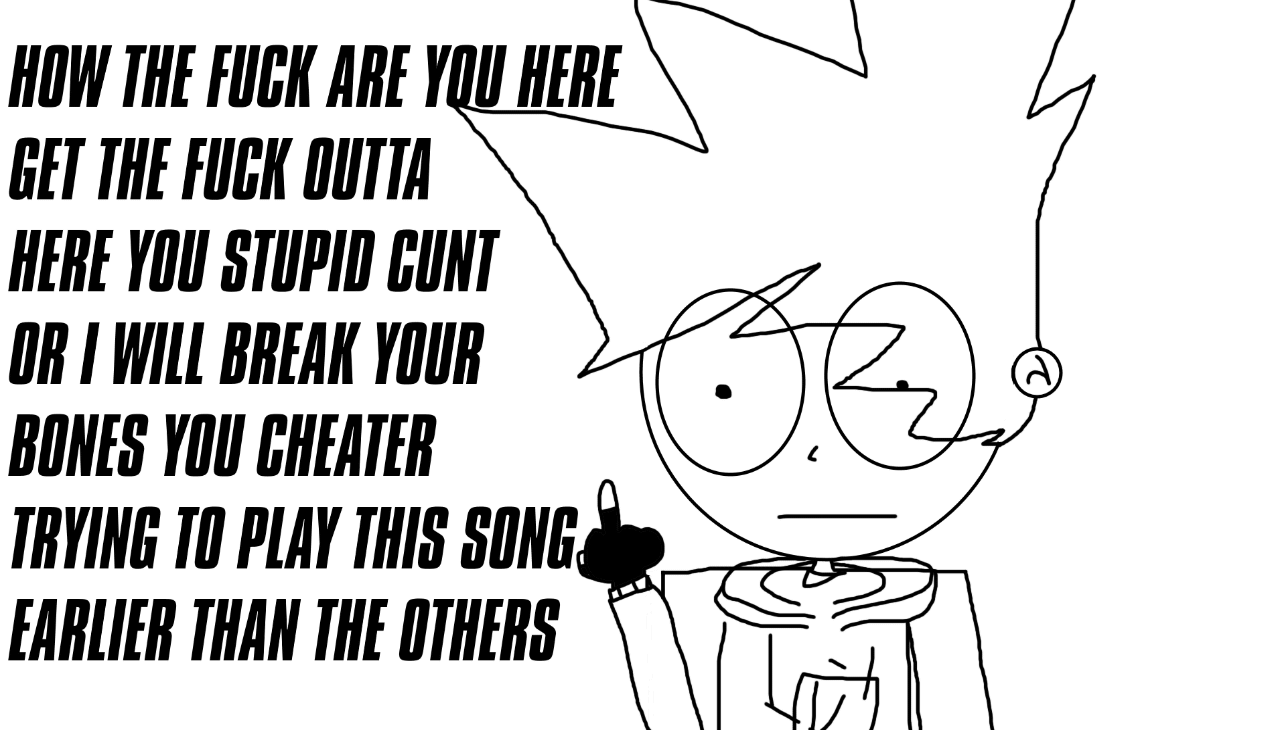 HOW THE FUCK ARE YOU HERE
GET THE FUCK OUTTA
HERE YOU STUPID CUNT
OR I WILL BREAK YOUR
BONES YOU CHEATER
TRYING TO PLAY THIS SONG
EARLIER THAN THE OTHERS